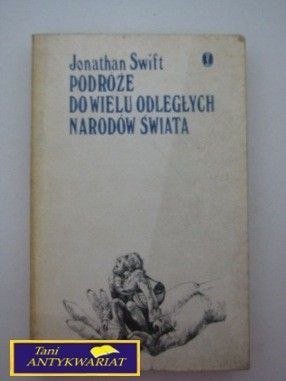 Jonathan Swift
PODRÓŻE
DO WIELU ODLEGŁYCH
NARODÓW ŚWIATA
Tani
ANTYKWARIAT